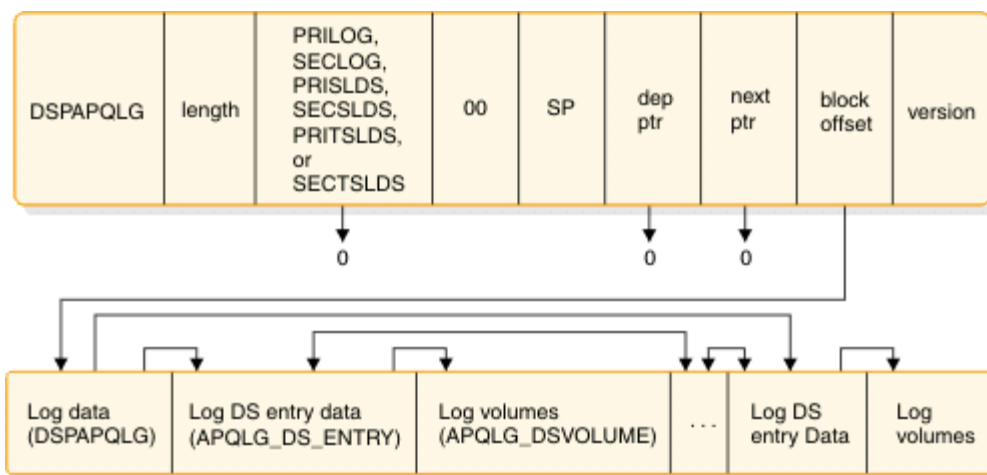 DSPAPQLG
length
PRILOG,
SECLOG,
PRISLDS,
SECSLDS,
PRITSLDS,
or
SECTSLDS
00
SP
dep
ptr
next
ptr
block
offset
version
0
0
0
Log data
(DSPAPQLG)
Log DS entry data
(APQLG_DS_ENTRY)
Log volumes
(APQLG_DSVOLUME)
...
Log DS
entry Data
Log
volumes